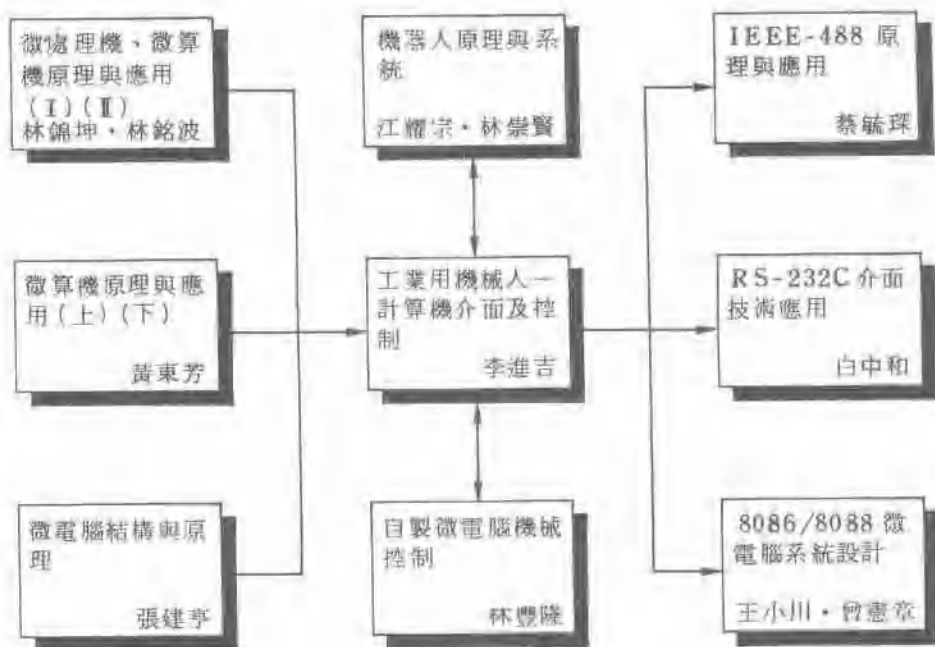 微處理機、微算
機原理與應用
(Ⅰ)(Ⅱ)
林錦坤·林銘波
機器人原理與系
統
江耀宗·林崇賢
IEEE-488 原
理與應用
蔡毓琛
微算機原理與應
用(上)(下)
黃東芳
工業用機械人—
計算機介面及控
制
李進吉
RS-232C 介面
技術應用
白中和
微電腦結構與原
理
張建亨
自製微電腦機械
控制
林豐隆
8086/8088 微
電腦系統設計
王小川·曾憲章